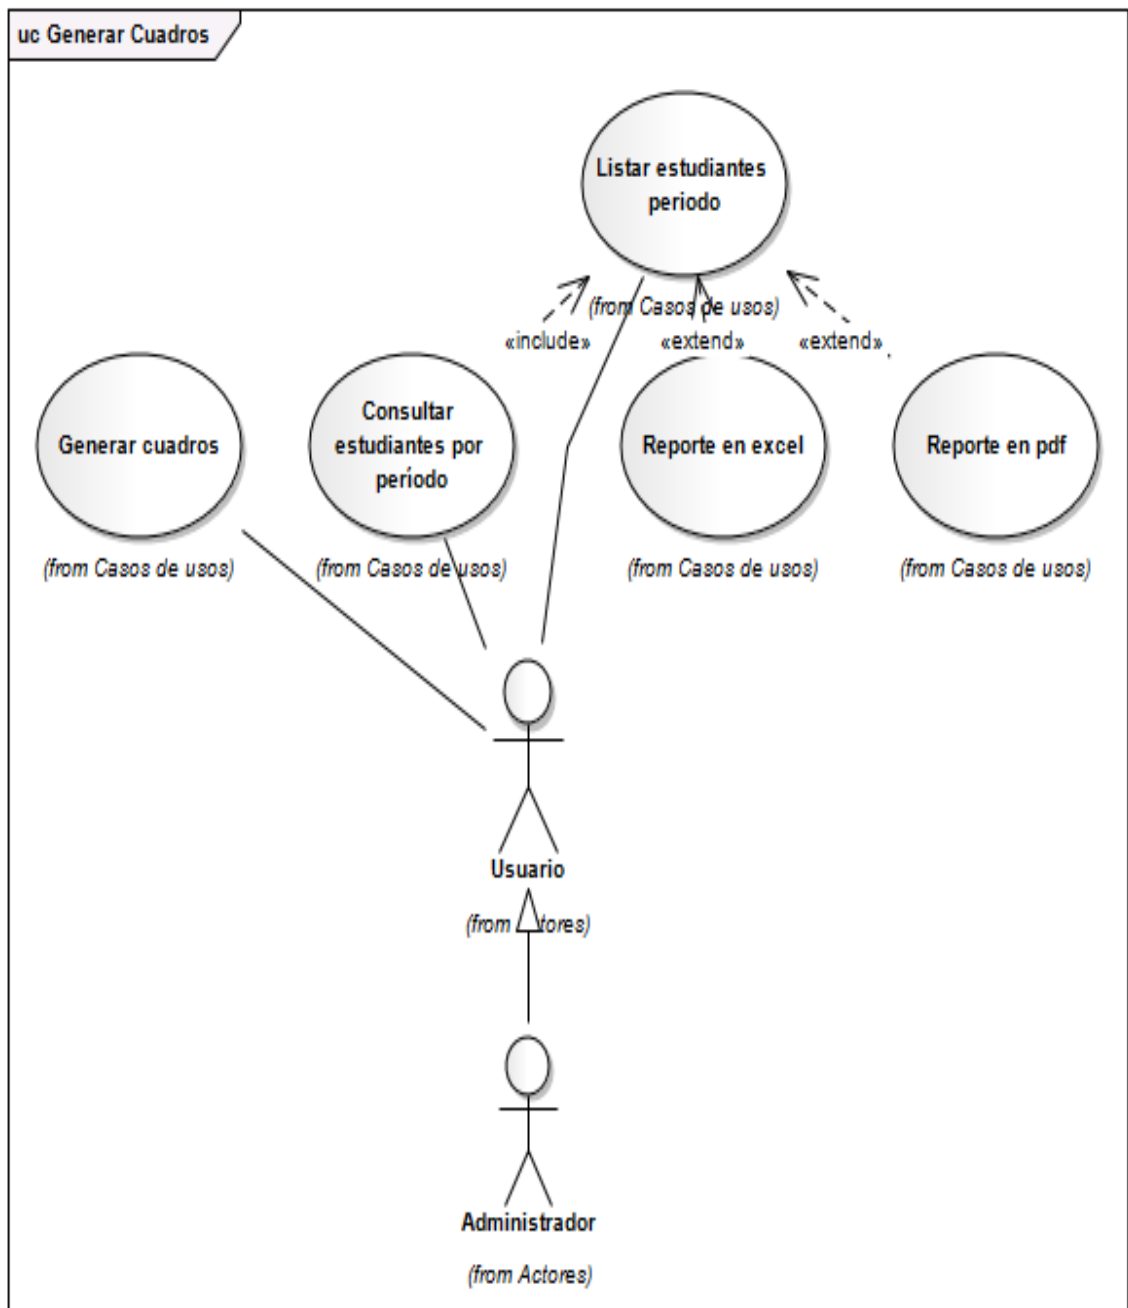 uc Generar Cuadros
Listar estudiantes
periodo
(from Casos de usos)
«include»
«extend»
«extend»
Generar cuadros
(from Casos de usos)
Consultar
estudiantes por
período
(from Casos de usos)
Reporte en excel
(from Casos de usos)
Reporte en pdf
(from Casos de usos)
Usuario
(from Actores)
Administrador
(from Actores)